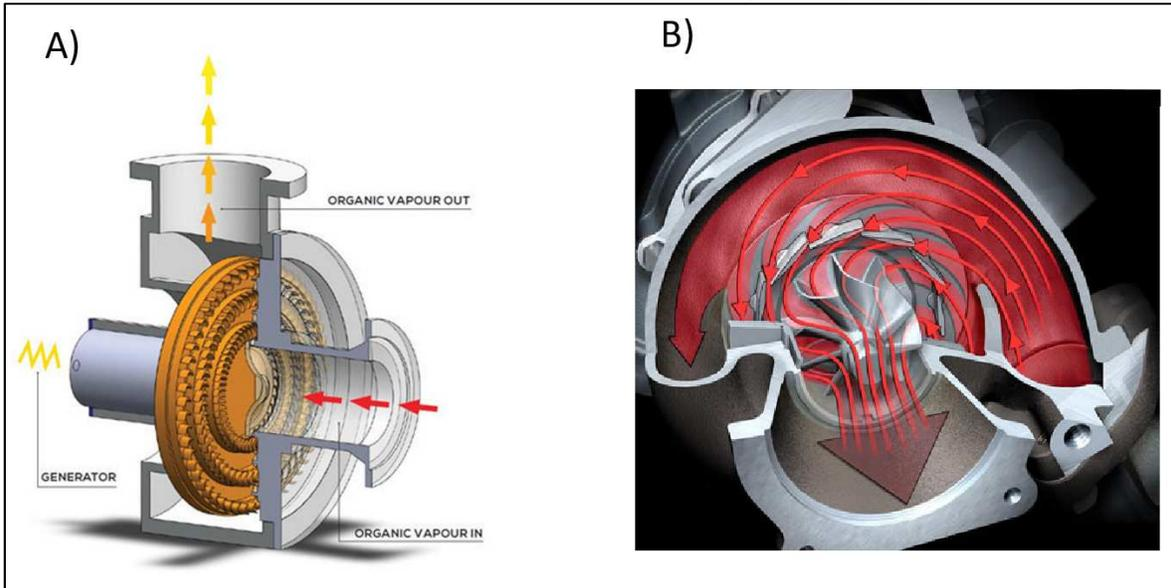 A)
B)
ORGANIC VAPOUR OUT
GENERATOR
ORGANIC VAPOUR IN